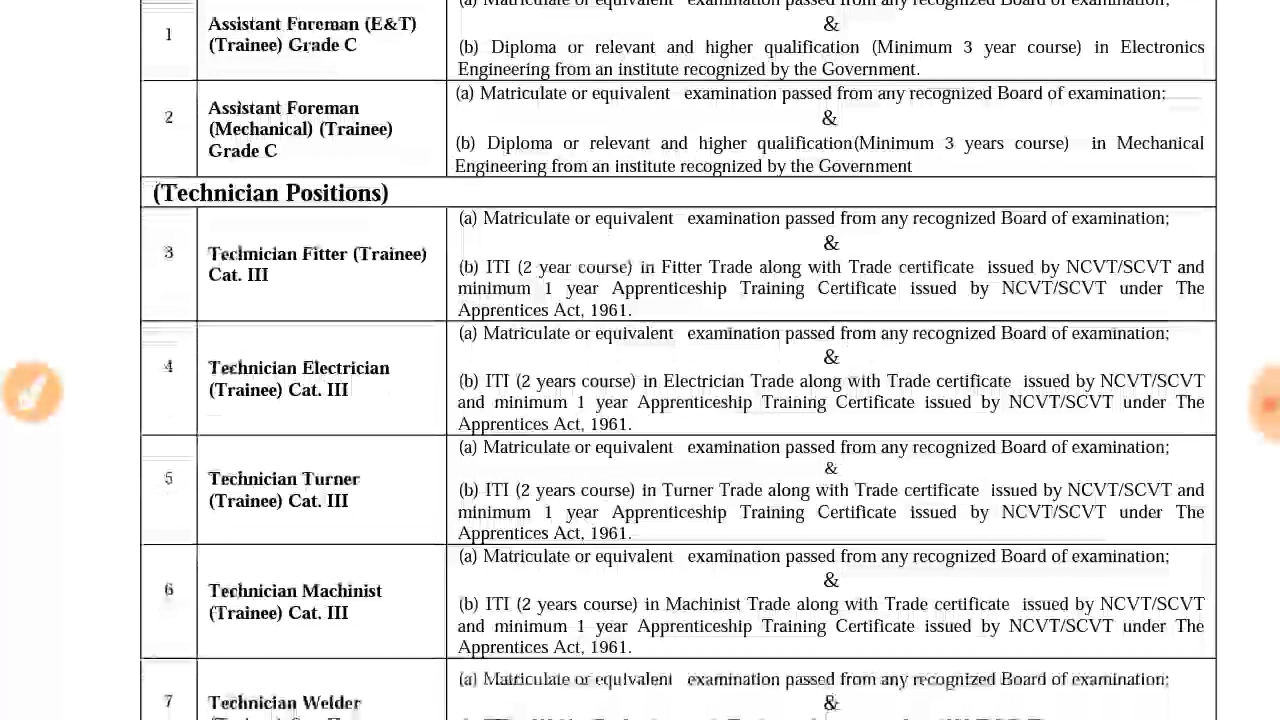 (a) Matriculate or equivalent examination passed from any recognized Board of examination;
1
Assistant Foreman (E&T)
(Trainee) Grade C
&
(b) Diploma or relevant and higher qualification (Minimum 3 year course) in Electronics
Engineering from an institute recognized by the Government.
2
Assistant Foreman
(Mechanical) (Trainee)
Grade C
(a) Matriculate or equivalent examination passed from any recognized Board of examination;
&
(b) Diploma or relevant and higher qualification(Minimum 3 years course) in Mechanical
Engineering from an institute recognized by the Government
(Technician Positions)
3
Technician Fitter (Trainee)
Cat. III
(a) Matriculate or equivalent examination passed from any recognized Board of examination;
&
(b) ITI (2 year course) in Fitter Trade along with Trade certificate issued by NCVT/SCVT and
minimum 1 year Apprenticeship Training Certificate issued by NCVT/SCVT under The
Apprentices Act, 1961.
4
Technician Electrician
(Trainee) Cat. III
(a) Matriculate or equivalent examination passed from any recognized Board of examination;
&
(b) ITI (2 years course) in Electrician Trade along with Trade certificate issued by NCVT/SCVT
and minimum 1 year Apprenticeship Training Certificate issued by NCVT/SCVT under The
Apprentices Act, 1961.
5
Technician Turner
(Trainee) Cat. III
(a) Matriculate or equivalent examination passed from any recognized Board of examination;
&
(b) ITI (2 years course) in Turner Trade along with Trade certificate issued by NCVT/SCVT and
minimum 1 year Apprenticeship Training Certificate issued by NCVT/SCVT under The
Apprentices Act, 1961.
6
Technician Machinist
(Trainee) Cat. III
(a) Matriculate or equivalent examination passed from any recognized Board of examination;
&
(b) ITI (2 years course) in Machinist Trade along with Trade certificate issued by NCVT/SCVT
and minimum 1 year Apprenticeship Training Certificate issued by NCVT/SCVT under The
Apprentices Act, 1961.
7
Technician Welder
(a) Matriculate or equivalent examination passed from any recognized Board of examination;
&